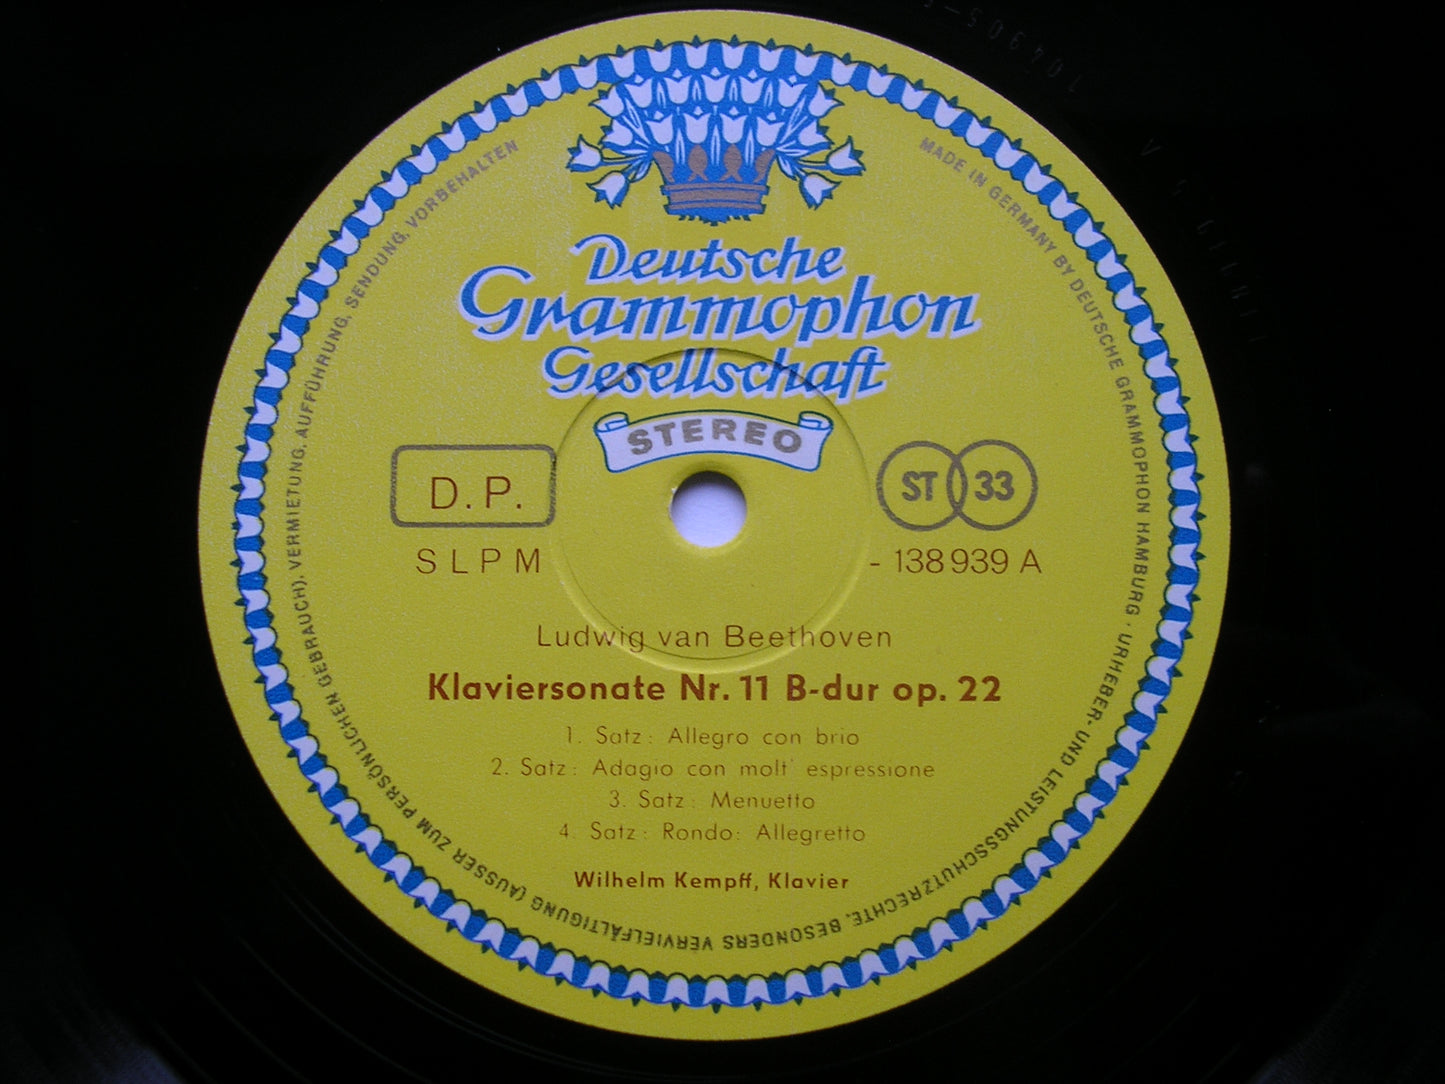 Deutsche
Grammophon
Gesellschaft
STEREO
D.P.
ST 33
SLPM - 138939 A
Ludwig van Beethoven
Klaviersonate Nr. 11 B-dur op. 22
1. Satz: Allegro con brio
2. Satz: Adagio con molt' espressione
3. Satz: Menuetto
4. Satz: Rondo: Allegretto
Wilhelm Kempff, Klavier
MADE IN GERMANY BY DEUTSCHE GRAMMOPHON HAMBURG · URHEBER- UND LEISTUNGSSCHUTZRECHTE, BESONDERS VERVIELFÄLTIGUNG (AUSSER ZUM PERSÖNLICHEN GEBRAUCH), VERMIETUNG, AUFFÜHRUNG, SENDUNG, VORBEHALTEN